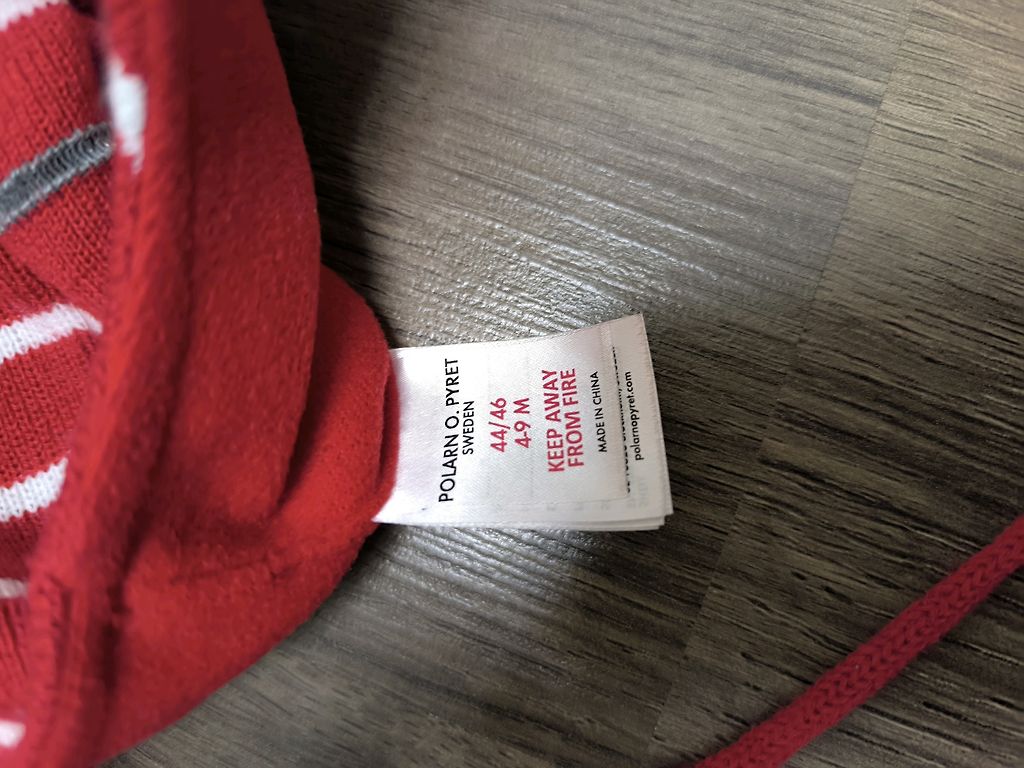 POLARN O. PYRET
SWEDEN
44/46
4-9 M
KEEP AWAY
FROM FIRE
MADE IN CHINA
polarnopyret.com